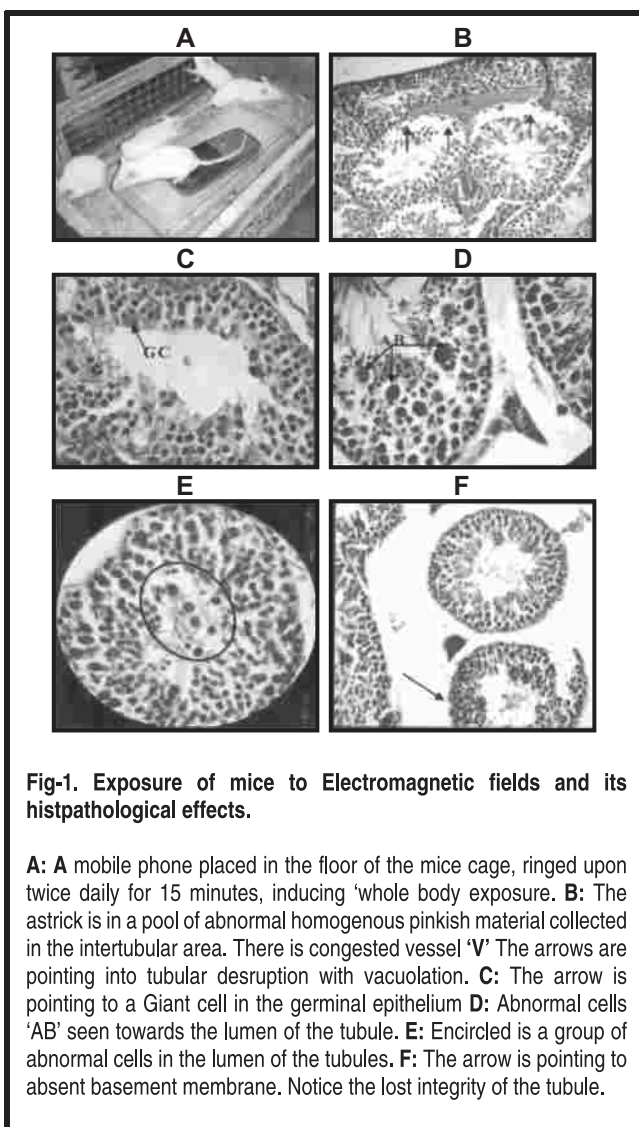 A
B
C
D
GC
AB
E
F
Fig-1. Exposure of mice to Electromagnetic fields and its
histpathological effects.
A: A mobile phone placed in the floor of the mice cage, ringed upon
twice daily for 15 minutes, inducing ‘whole body exposure. B: The
astrick is in a pool of abnormal homogenous pinkish material collected
in the intertubular area. There is congested vessel ‘V’ The arrows are
pointing into tubular desruption with vacuolation. C: The arrow is
pointing to a Giant cell in the germinal epithelium D: Abnormal cells
‘AB’ seen towards the lumen of the tubule. E: Encircled is a group of
abnormal cells in the lumen of the tubules. F: The arrow is pointing to
absent basement membrane. Notice the lost integrity of the tubule.